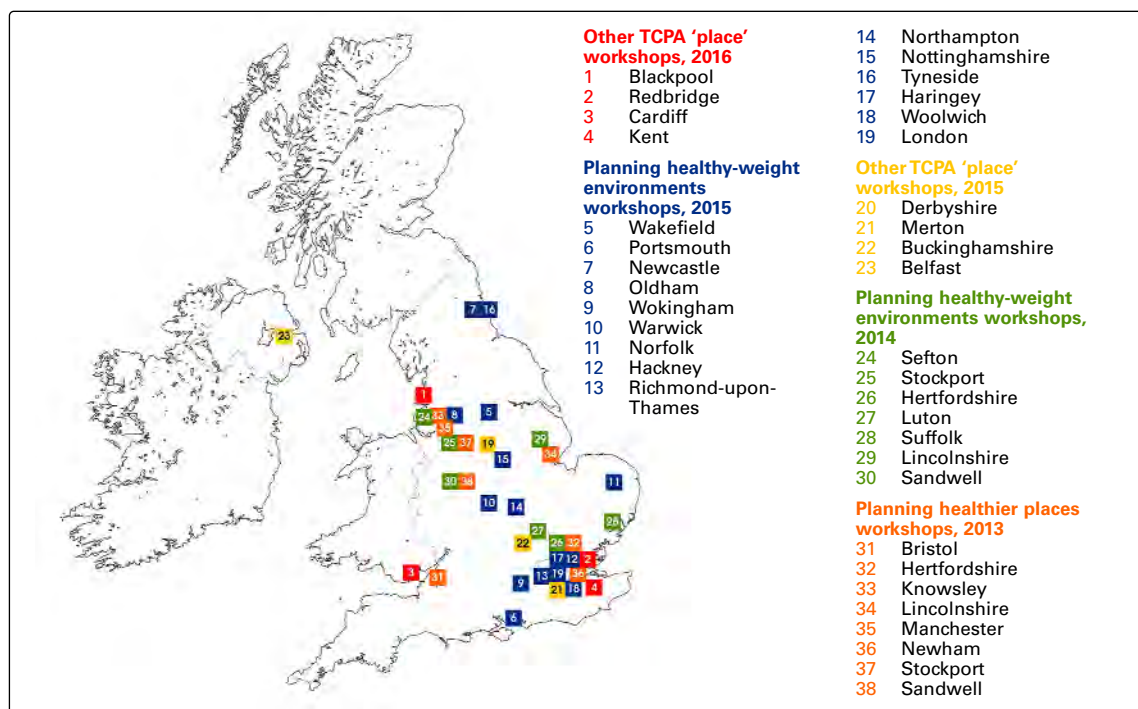 Other TCPA ‘place’
workshops, 2016
1 Blackpool
2 Redbridge
3 Cardiff
4 Kent
Planning healthy-weight
environments
workshops, 2015
5 Wakefield
6 Portsmouth
7 Newcastle
8 Oldham
9 Wokingham
10 Warwick
11 Norfolk
12 Hackney
13 Richmond-upon-
Thames
14 Northampton
15 Nottinghamshire
16 Tyneside
17 Haringey
18 Woolwich
19 London
Other TCPA ‘place’
workshops, 2015
20 Derbyshire
21 Merton
22 Buckinghamshire
23 Belfast
Planning healthy-weight
environments workshops,
2014
24 Sefton
25 Stockport
26 Hertfordshire
27 Luton
28 Suffolk
29 Lincolnshire
30 Sandwell
Planning healthier places
workshops, 2013
31 Bristol
32 Hertfordshire
33 Knowsley
34 Lincolnshire
35 Manchester
36 Newham
37 Stockport
38 Sandwell
7 16
23
1
24 33 8 5
35
25 37 19 29
34
15
30 38 11
10 14
28
27
22 26 32
17 12 2
3 31 13 19 36
9 21 18 4
6